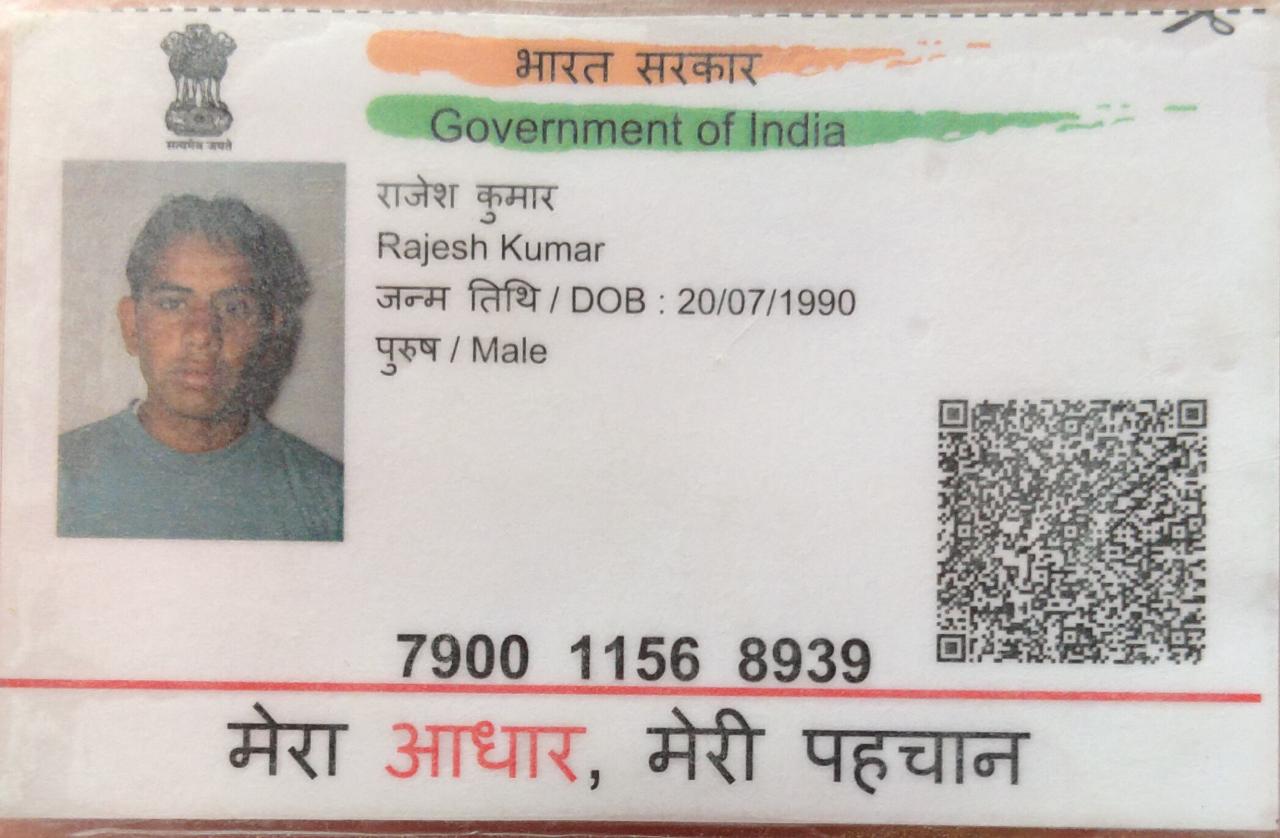 भारत सरकार
Government of India
सत्यमेव जयते
राजेश कुमार
Rajesh Kumar
जन्म तिथि / DOB : 20/07/1990
पुरुष / Male
7900 1156 8939
मेरा आधार, मेरी पहचान